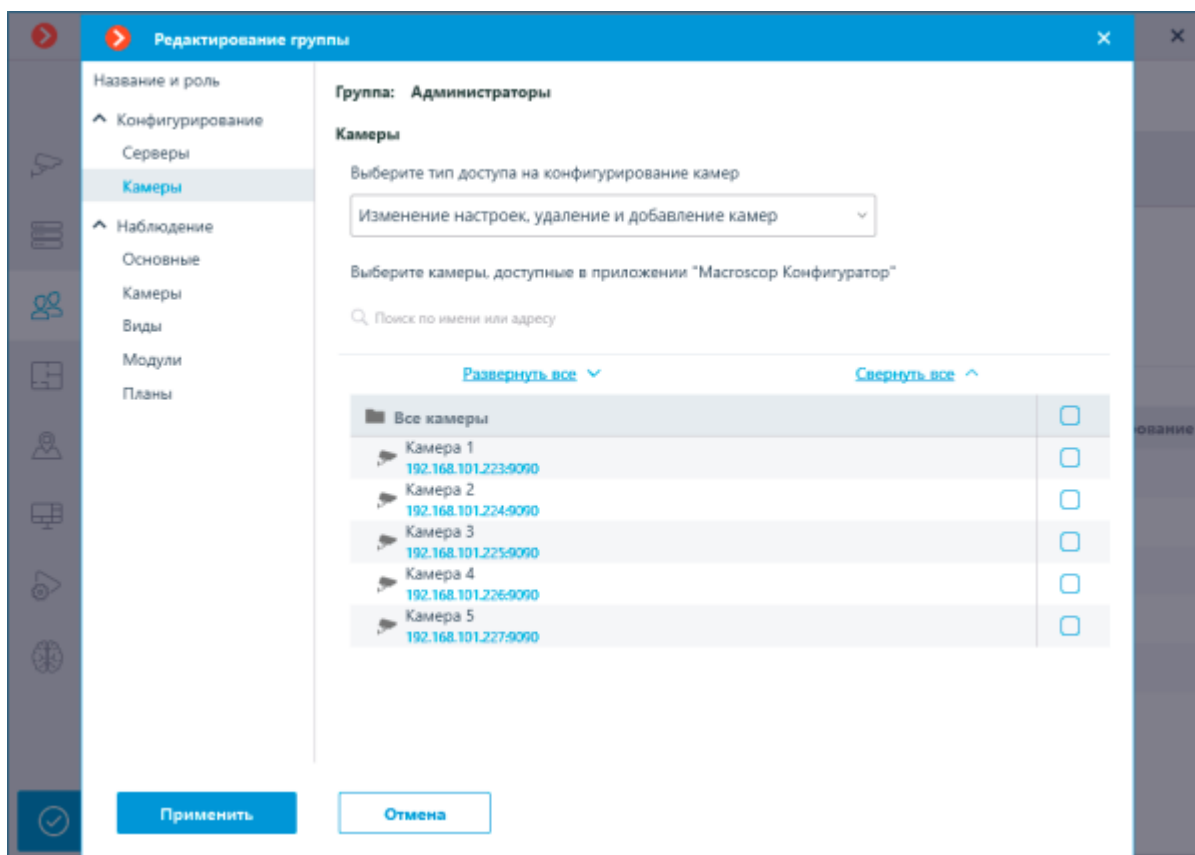 Редактирование группы
Название и роль
Конфигурирование
Серверы
Камеры
Наблюдение
Основные
Камеры
Виды
Модули
Планы
Группа: Администраторы
Камеры
Выберите тип доступа на конфигурирование камер
Изменение настроек, удаление и добавление камер
Выберите камеры, доступные в приложении "Macroscop Конфигуратор"
Поиск по имени или адресу
Развернуть все
Свернуть все
Все камеры
Камера 1
192.168.101.223:9090
Камера 2
192.168.101.224:9090
Камера 3
192.168.101.225:9090
Камера 4
192.168.101.226:9090
Камера 5
192.168.101.227:9090
ование
Применить
Отмена